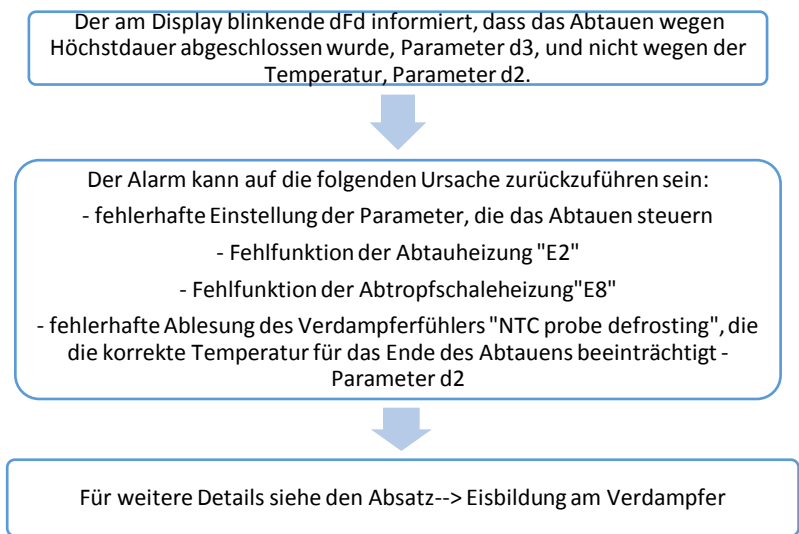 Der am Display blinkende dFd informiert, dass das Abtauen wegen
Höchstdauer abgeschlossen wurde, Parameter d3, und nicht wegen der
Temperatur, Parameter d2.
Der Alarm kann auf die folgenden Ursache zurückzuführen sein:
- fehlerhafte Einstellung der Parameter, die das Abtauen steuern
- Fehlfunktion der Abtauheizung "E2"
- Fehlfunktion der Abtropfschaleheizung"E8"
- fehlerhafte Ablesung des Verdampferfühlers "NTC probe defrosting", die
die korrekte Temperatur für das Ende des Abtauens beeinträchtigt -
Parameter d2
Für weitere Details siehe den Absatz--> Eisbildung am Verdampfer